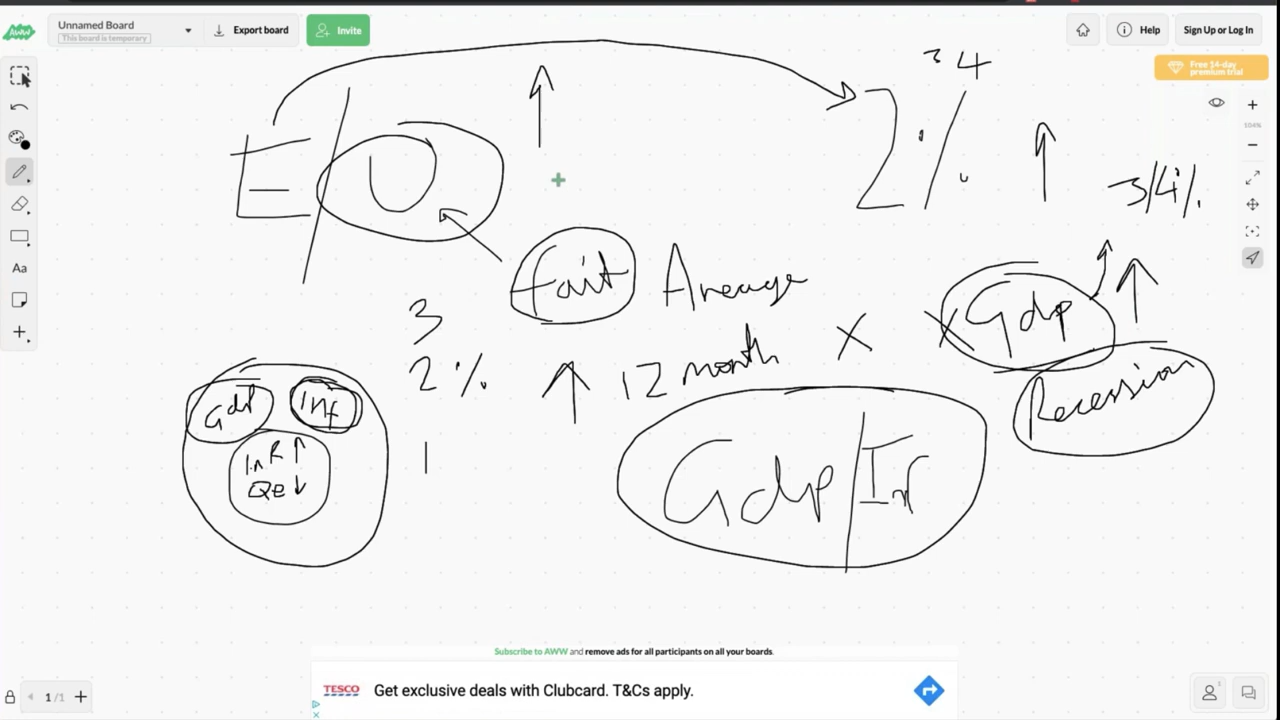 Unnamed Board
This board is temporary
Export board
Invite
Help
Sign Up or Log In
Free 14-day
premium trial
Aa
104%
3 4
E/U
2%
3/4%
fait Average
Gdp
3
2% 12 month X X
Recession
1
Gdp Inf
InR
Qe
Gdp/Inf
Subscribe to AWW and remove ads for all participants on all your boards.
TESCO Get exclusive deals with Clubcard. T&Cs apply.
1/1